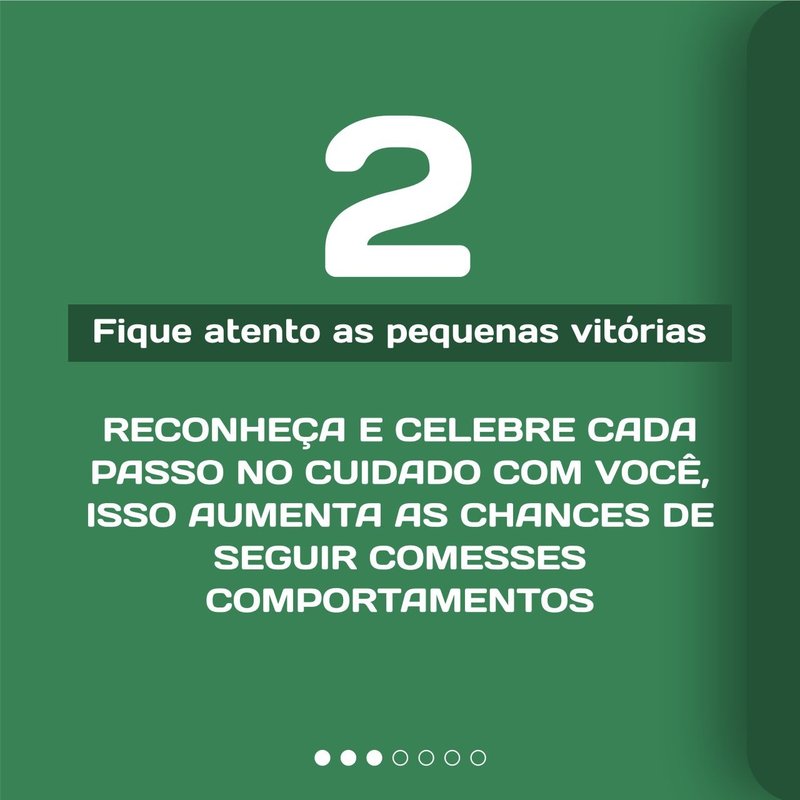 2
Fique atento as pequenas vitórias
RECONHEÇA E CELEBRE CADA
PASSO NO CUIDADO COM VOCÊ,
ISSO AUMENTA AS CHANCES DE
SEGUIR COMESSES
COMPORTAMENTOS